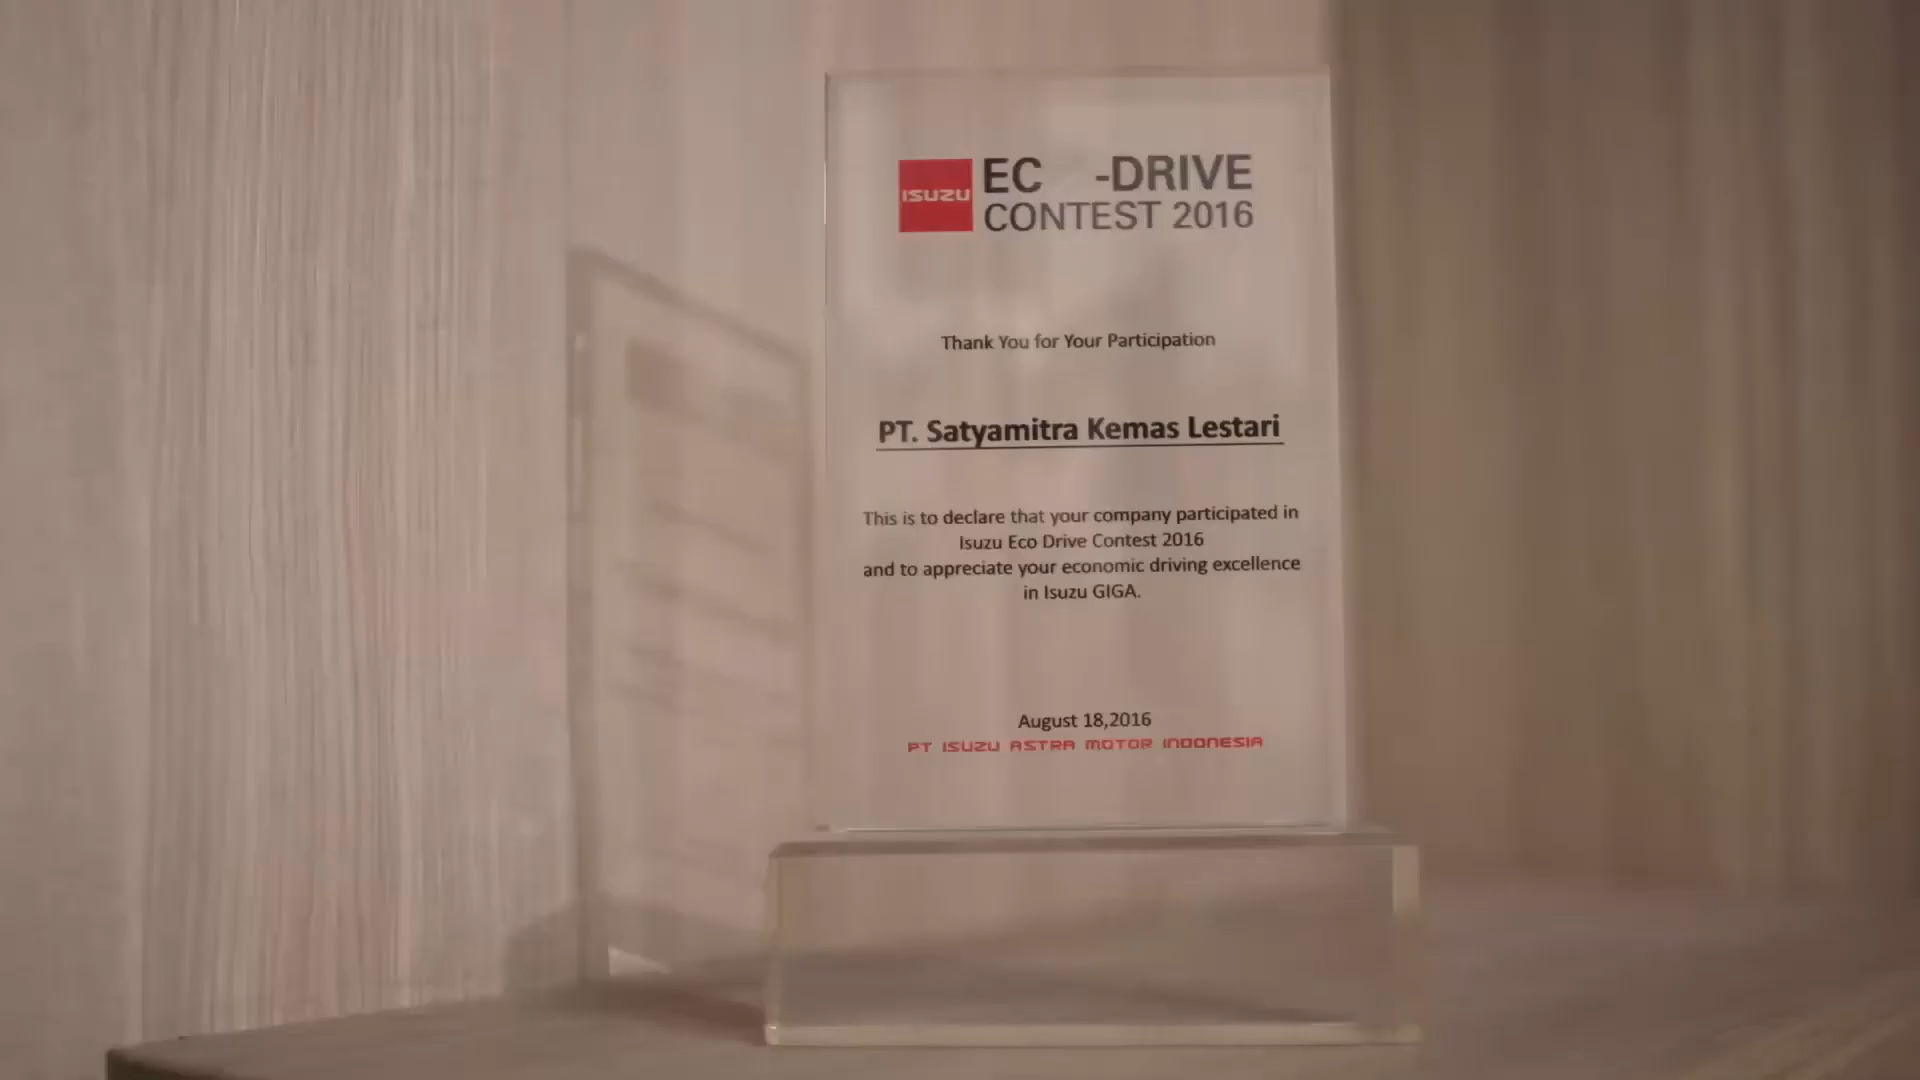 ISUZU
EC -DRIVE
CONTEST 2016
Thank You for Your Participation
PT. Satyamitra Kemas Lestari
This is to declare that your company participated in
Isuzu Eco Drive Contest 2016
and to appreciate your economic driving excellence
in Isuzu GIGA.
August 18,2016
PT ISUZU ASTRA MOTOR INDONESIA